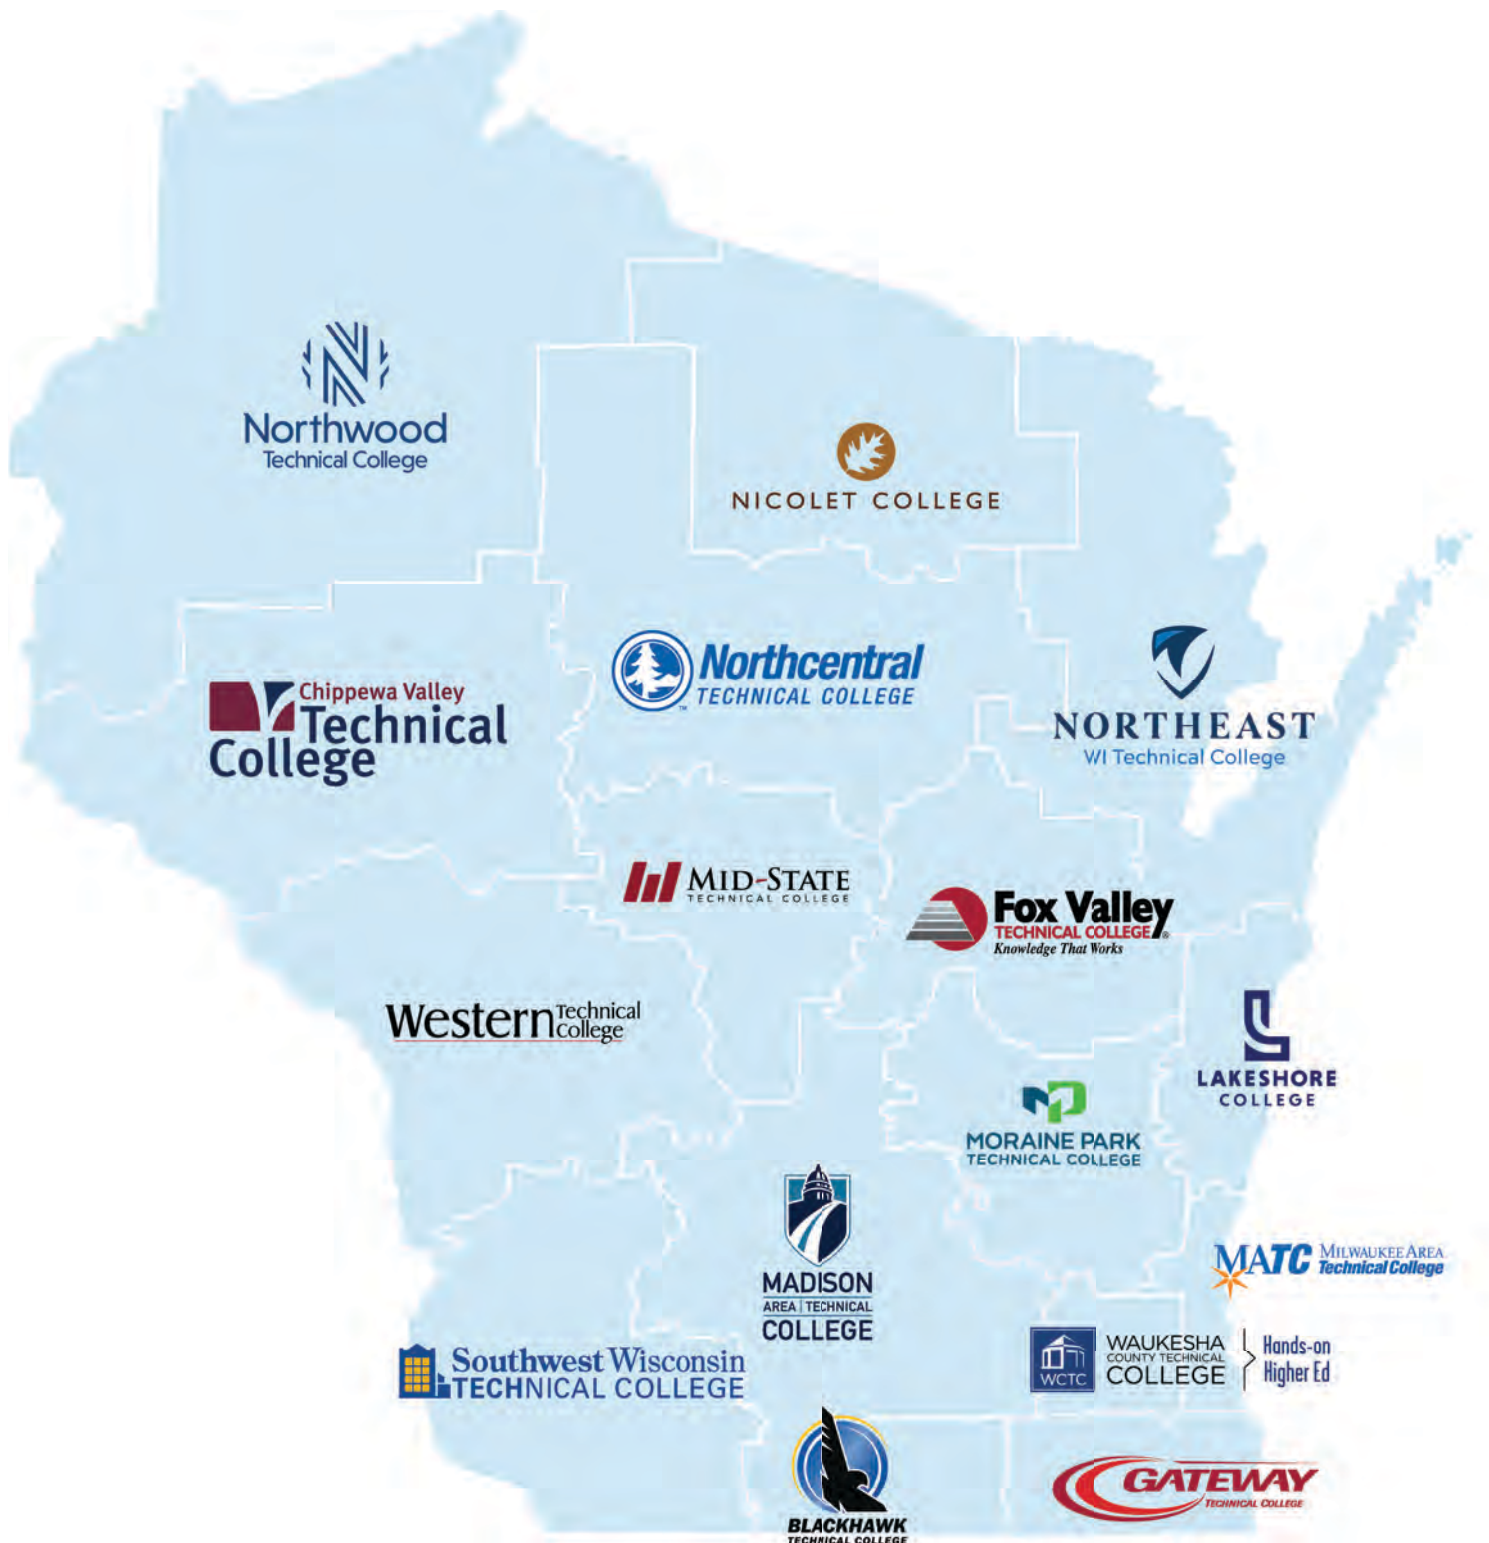 Northwood
Technical College
NICOLET COLLEGE
Chippewa Valley
Technical
College
Northcentral
TECHNICAL COLLEGE
™
NORTHEAST
WI Technical College
MID-STATE
TECHNICAL COLLEGE
Fox Valley
TECHNICAL COLLEGE®
Knowledge That Works
Western Technical
College
LAKESHORE
COLLEGE
MORAINE PARK
TECHNICAL COLLEGE
MADISON
AREA | TECHNICAL
COLLEGE
MATC MILWAUKEE AREA
Technical College
Southwest Wisconsin
TECHNICAL COLLEGE
WCTC
WAUKESHA
COUNTY TECHNICAL
COLLEGE
Hands-on
Higher Ed
BLACKHAWK
TECHNICAL COLLEGE
GATEWAY
TECHNICAL COLLEGE